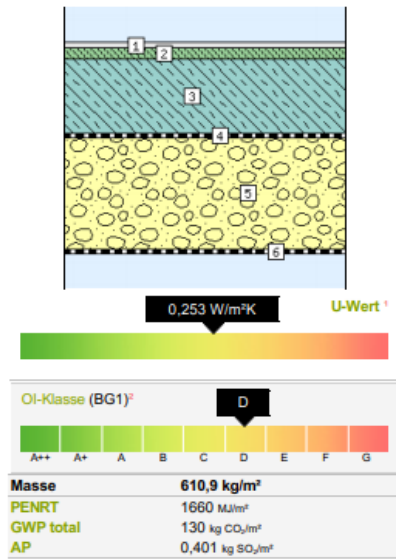 1
2
3
4
5
6
0,253 W/m²K U-Wert ¹
OI-Klasse (BG1)²
D
A++ A+ A B C D E F G
Masse 610,9 kg/m²
PENRT 1660 MJ/m²
GWP total 130 kg CO₂/m²
AP 0,401 kg SO₂/m²